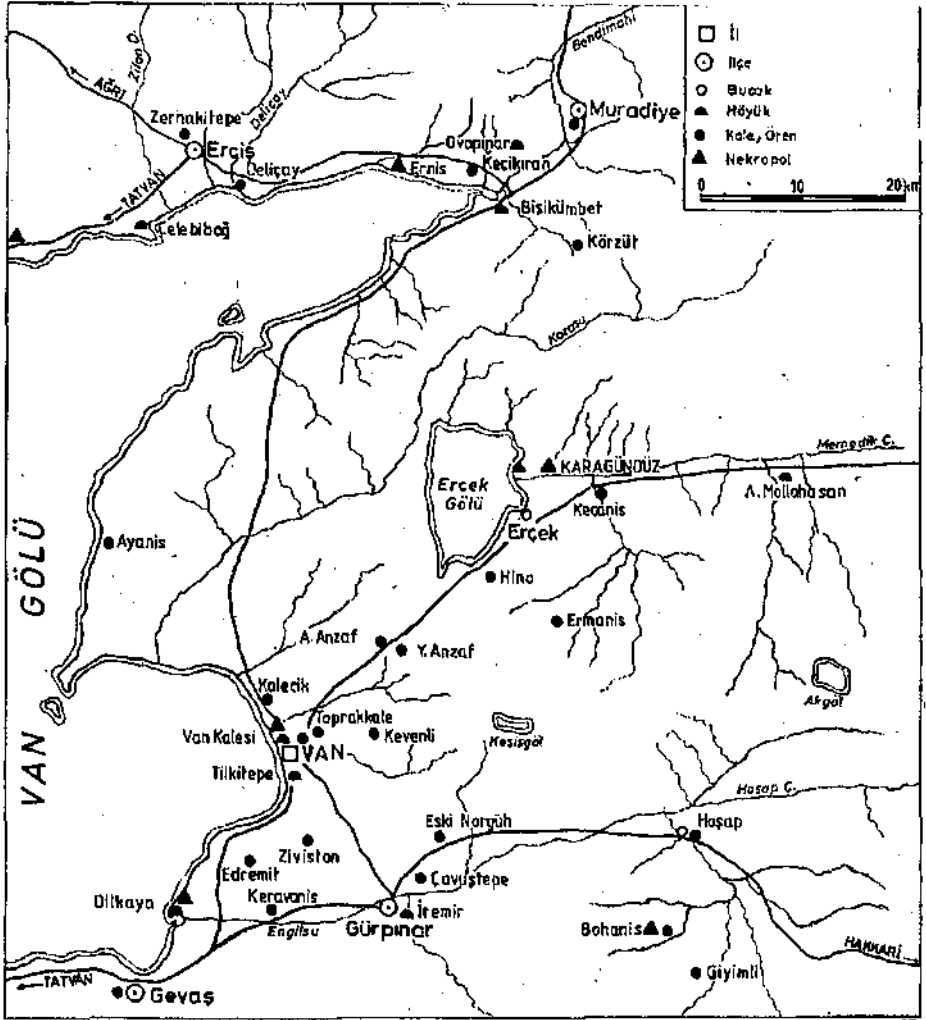 İl
İlçe
Bucak
Höyük
Kale, Ören
Nekropol
0 10 20 km
Bendimahi
Muradiye
AĞRI
Zilan D.
Deliçay
Zernakitepe
Erciş
Deliçay
TATVAN
Çelebibağ
Ovapınar
Ernis
Keçikıran
Bisikümbet
Körzüt
Karasu
Memedik Ç.
KARAGÜNDÜZ
Erçek
Gölü
Keçanis
A. Mollahasan
Erçek
VAN GÖLÜ
Ayanis
Hino
Ermanis
A. Anzaf
Y. Anzaf
Akgöl
Kalecik
Toprakkale
Van Kalesi
VAN
Kevenli
Keşişgöl
Tilkitepe
Hoşap Ç.
Eski Norgüh
Hoşap
Zivistan
Edremit
Çavuştepe
Dilkaya
Keravanis
Engilsu
Gürpınar
İremir
Bohanis
HAKKARİ
Giyimli
TATVAN
Gevaş